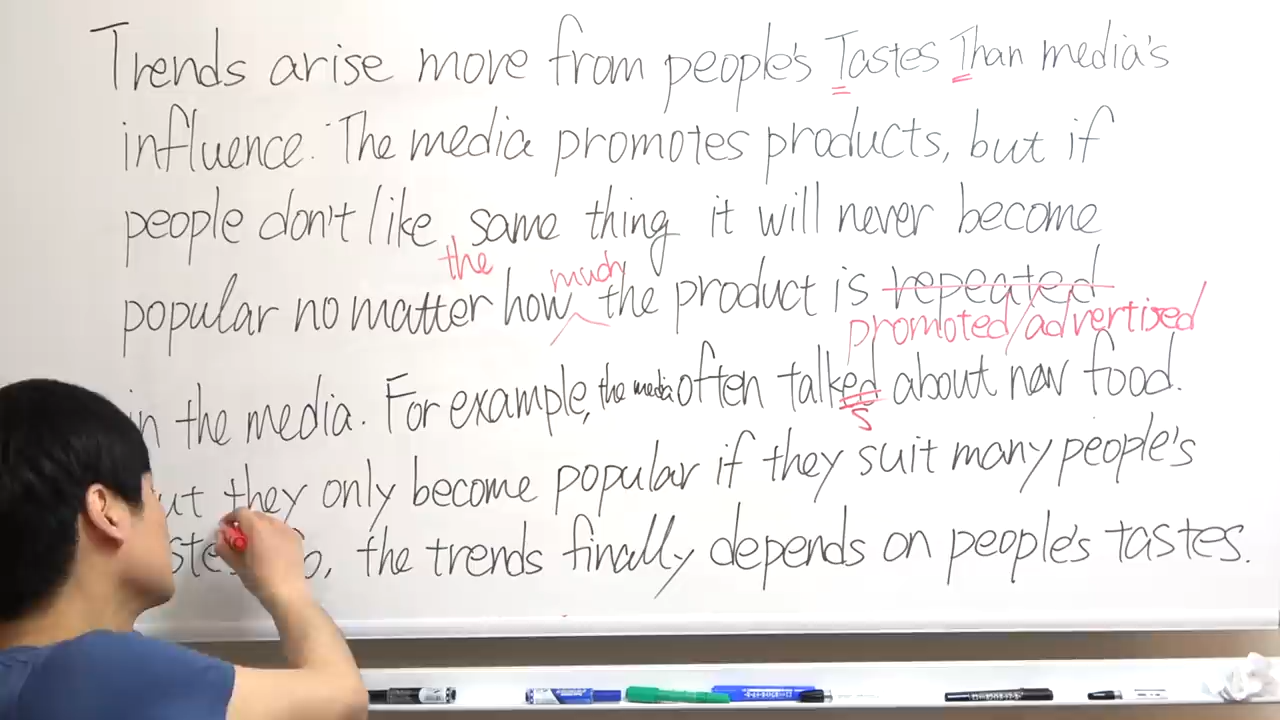 Trends arise more from people's Tastes Than media's
influence. The media promotes products, but if
people don't like same thing it will never become
the much
popular no matter how the product is repeated
promoted/advertised
in the media. For example, the media often talked about new food.
s
they only become popular if they suit many people's
the trends finally depends on people's tastes.